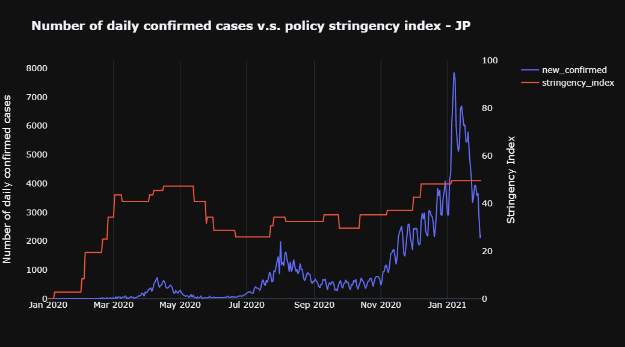 Number of daily confirmed cases v.s. policy stringency index - JP
Number of daily confirmed cases
8000
7000
6000
5000
4000
3000
2000
1000
0
Jan 2020
Mar 2020
May 2020
Jul 2020
Sep 2020
Nov 2020
Jan 2021
100
80
60
40
20
0
Stringency Index
new_confirmed
stringency_index